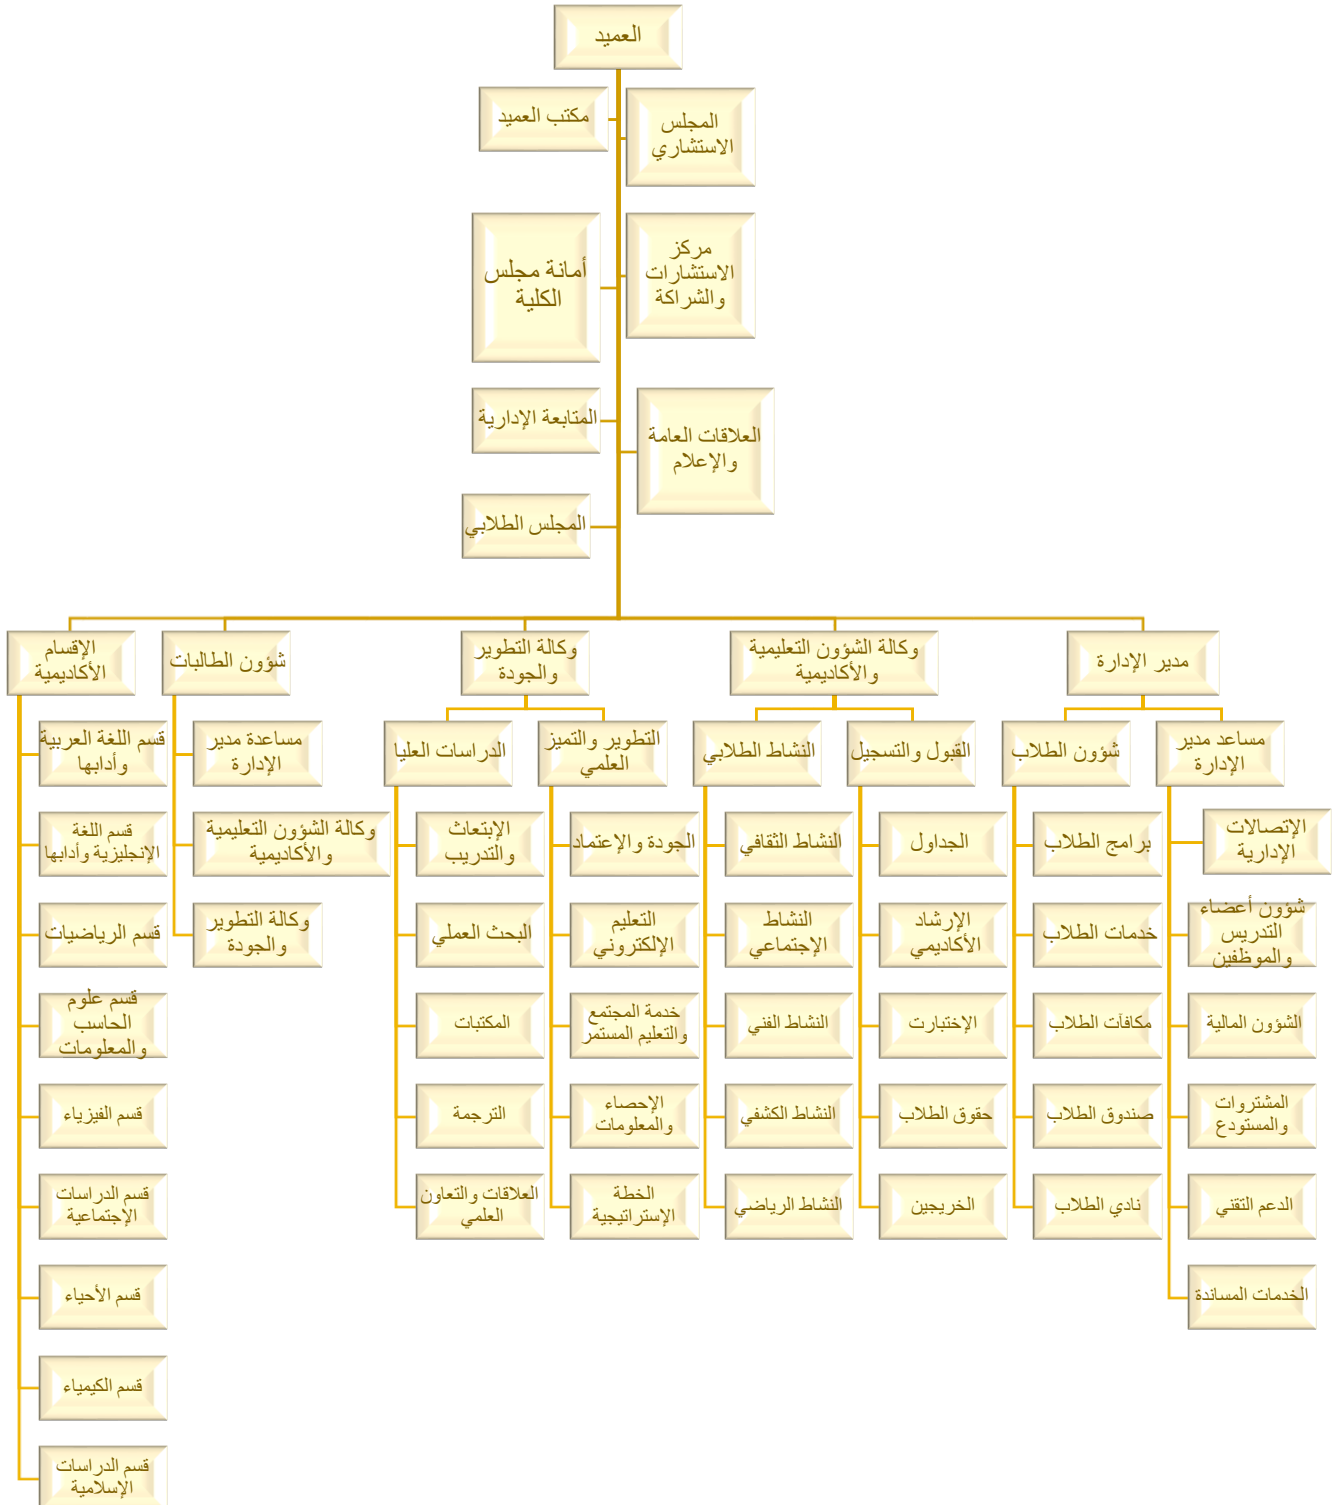 العميد
المجلس
الاستشاري
مكتب العميد
مركز
الاستشارات
والشراكة
أمانة مجلس
الكلية
العلاقات العامة
والإعلام
المتابعة الإدارية
المجلس الطلابي
مدير الإدارة
وكالة الشؤون التعليمية
والأكاديمية
وكالة التطوير
والجودة
شؤون الطالبات
الإقسام
الأكاديمية
مساعد مدير
الإدارة
الإتصالات
الإدارية
شؤون أعضاء
التدريس
والموظفين
الشؤون المالية
المشتروات
والمستودع
الدعم التقني
الخدمات المساندة
شؤون الطلاب
برامج الطلاب
خدمات الطلاب
مكافآت الطلاب
صندوق الطلاب
نادي الطلاب
القبول والتسجيل
الجداول
الإرشاد
الأكاديمي
الإختبارت
حقوق الطلاب
الخريجين
النشاط الطلابي
النشاط الثقافي
النشاط
الإجتماعي
النشاط الفني
النشاط الكشفي
النشاط الرياضي
التطوير والتميز
العلمي
الجودة والإعتماد
التعليم
الإلكتروني
خدمة المجتمع
والتعليم المستمر
الإحصاء
والمعلومات
الخطة
الإستراتيجية
الدراسات العليا
الإبتعاث
والتدريب
البحث العملي
المكتبات
الترجمة
العلاقات والتعاون
العلمي
مساعدة مدير
الإدارة
وكالة الشؤون التعليمية
والأكاديمية
وكالة التطوير
والجودة
قسم اللغة العربية
وأدابها
قسم اللغة
الإنجليزية وأدابها
قسم الرياضيات
قسم علوم
الحاسب
والمعلومات
قسم الفيزياء
قسم الدراسات
الإجتماعية
قسم الأحياء
قسم الكيمياء
قسم الدراسات
الإسلامية